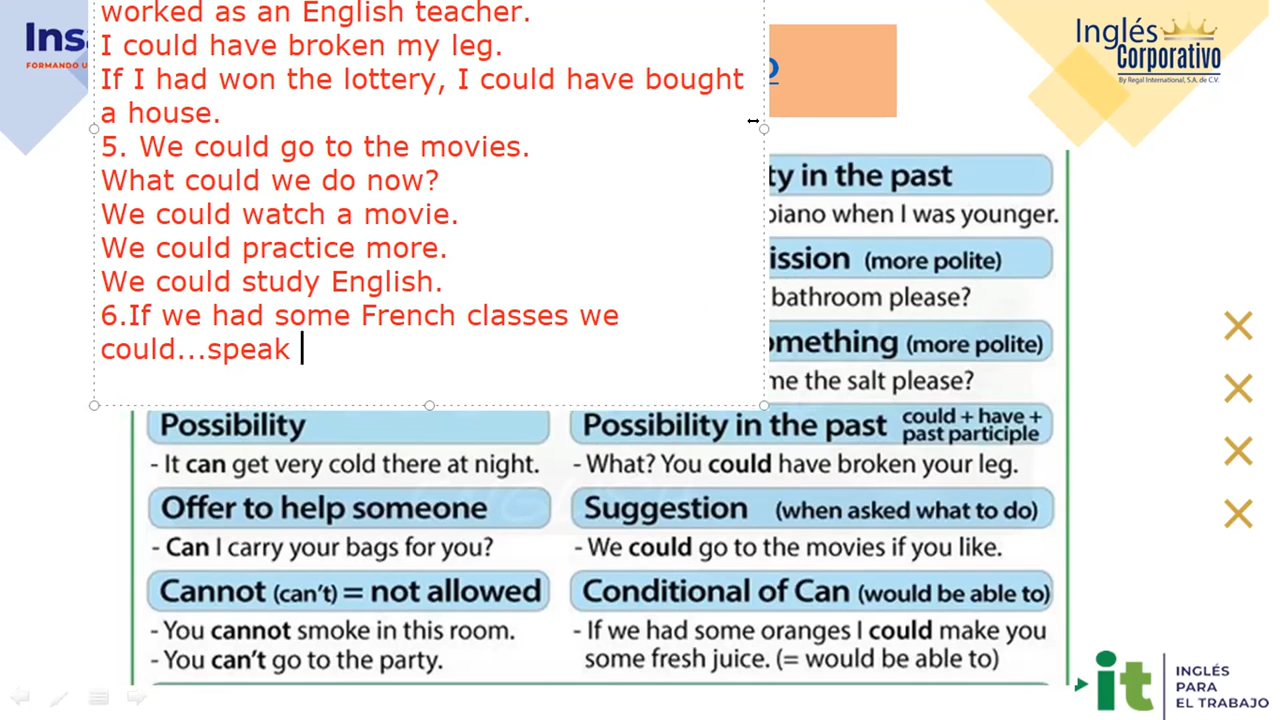 worked as an English teacher.
I could have broken my leg.
If I had won the lottery, I could have bought
a house.
5. We could go to the movies.
What could we do now?
We could watch a movie.
We could practice more.
We could study English.
6.If we had some French classes we
could...speak
Ins
FORMANDO U
Inglés
Corporativo
By Regal International, S.A. de C.V.
ty in the past
piano when I was younger.
ission (more polite)
bathroom please?
omething (more polite)
me the salt please?
Possibility
- It can get very cold there at night.
Offer to help someone
- Can I carry your bags for you?
Cannot (can't) = not allowed
- You cannot smoke in this room.
- You can't go to the party.
Possibility in the past could + have +
past participle
- What? You could have broken your leg.
Suggestion (when asked what to do)
- We could go to the movies if you like.
Conditional of Can (would be able to)
- If we had some oranges I could make you
some fresh juice. (= would be able to)
it
INGLÉS
PARA
EL TRABAJO